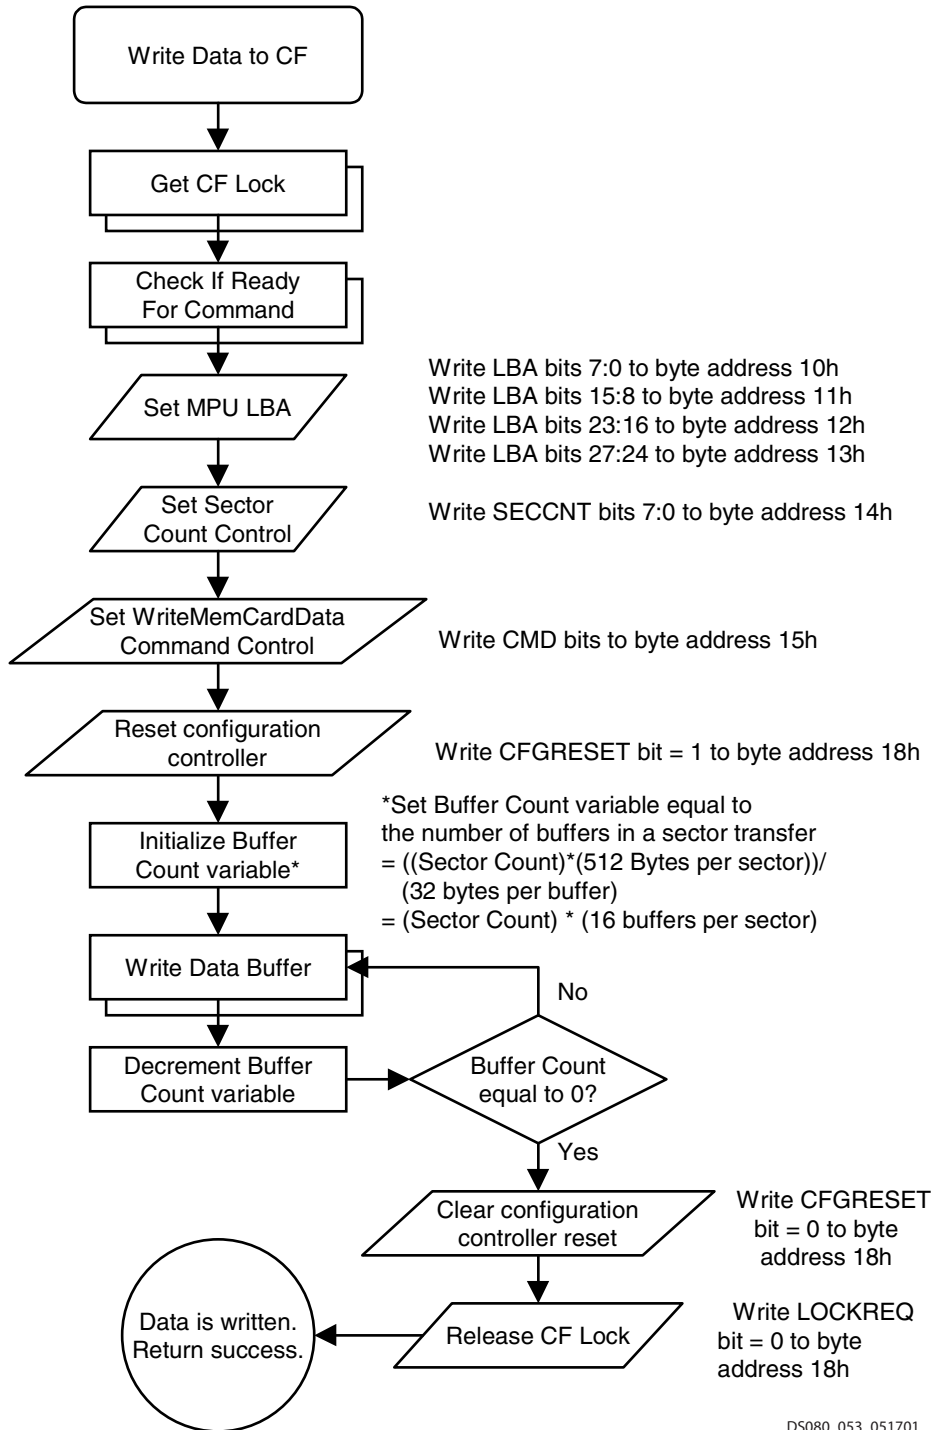 Write Data to CF
Get CF Lock
Check If Ready
For Command
Set MPU LBA
Write LBA bits 7:0 to byte address 10h
Write LBA bits 15:8 to byte address 11h
Write LBA bits 23:16 to byte address 12h
Write LBA bits 27:24 to byte address 13h
Set Sector
Count Control
Write SECCNT bits 7:0 to byte address 14h
Set WriteMemCardData
Command Control
Write CMD bits to byte address 15h
Reset configuration
controller
Write CFGRESET bit = 1 to byte address 18h
Initialize Buffer
Count variable*
*Set Buffer Count variable equal to
the number of buffers in a sector transfer
= ((Sector Count)*(512 Bytes per sector))/
(32 bytes per buffer)
= (Sector Count) * (16 buffers per sector)
Write Data Buffer
No
Decrement Buffer
Count variable
Buffer Count
equal to 0?
Yes
Clear configuration
controller reset
Write CFGRESET
bit = 0 to byte
address 18h
Release CF Lock
Write LOCKREQ
bit = 0 to byte
address 18h
Data is written.
Return success.
DS080_053_051701